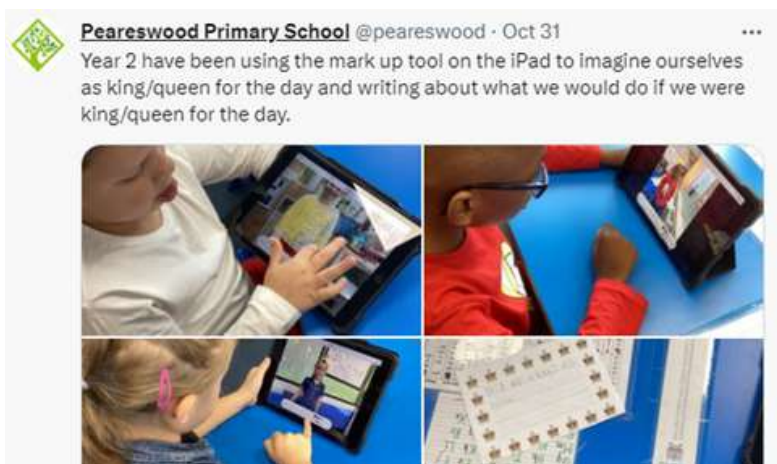 Peareswood Primary School @peareswood · Oct 31
Year 2 have been using the mark up tool on the iPad to imagine ourselves
as king/queen for the day and writing about what we would do if we were
king/queen for the day.